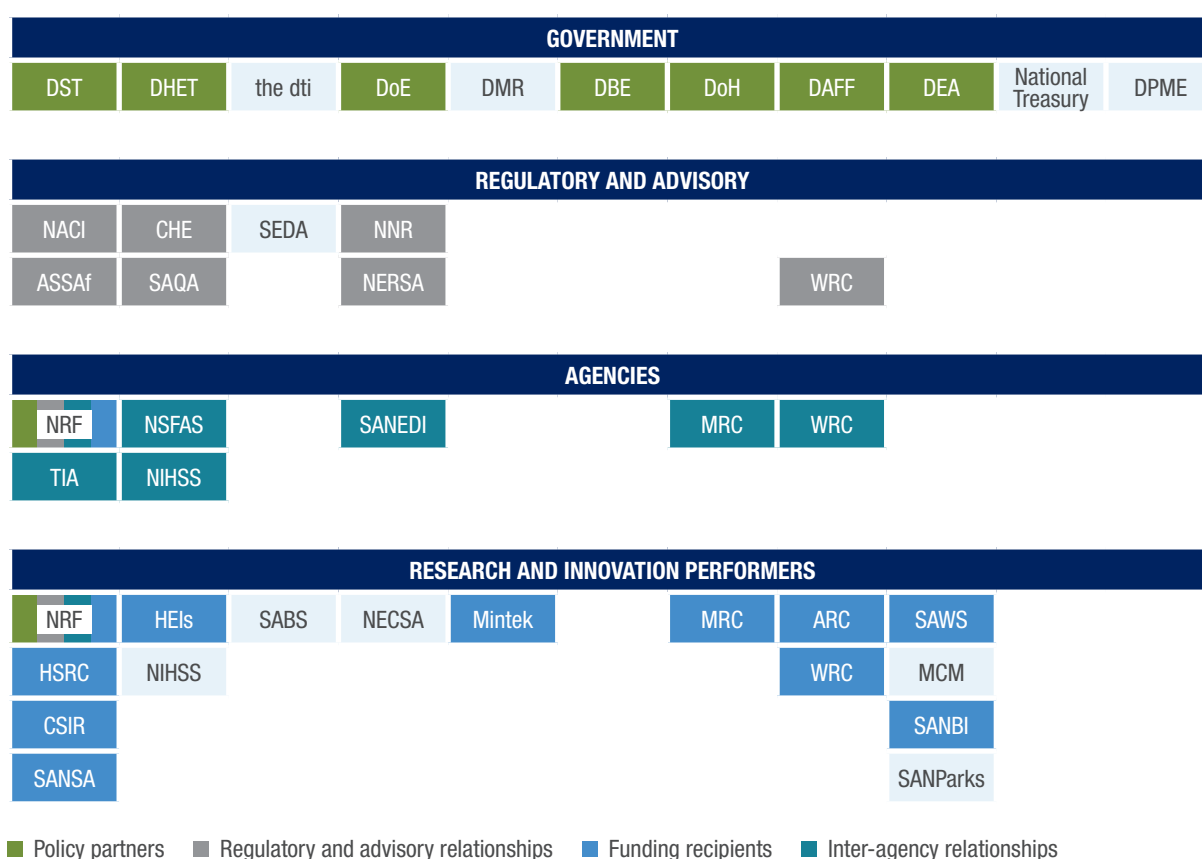 GOVERNMENT
DST DHET the dti DoE DMR DBE DoH DAFF DEA National Treasury DPME
REGULATORY AND ADVISORY
NACI CHE SEDA NNR
ASSAf SAQA NERSA WRC
AGENCIES
NRF NSFAS SANEDI MRC WRC
TIA NIHSS
RESEARCH AND INNOVATION PERFORMERS
NRF HEIs SABS NECSA Mintek MRC ARC SAWS
HSRC NIHSS WRC MCM
CSIR SANBI
SANSA SANParks
Policy partners Regulatory and advisory relationships Funding recipients Inter-agency relationships